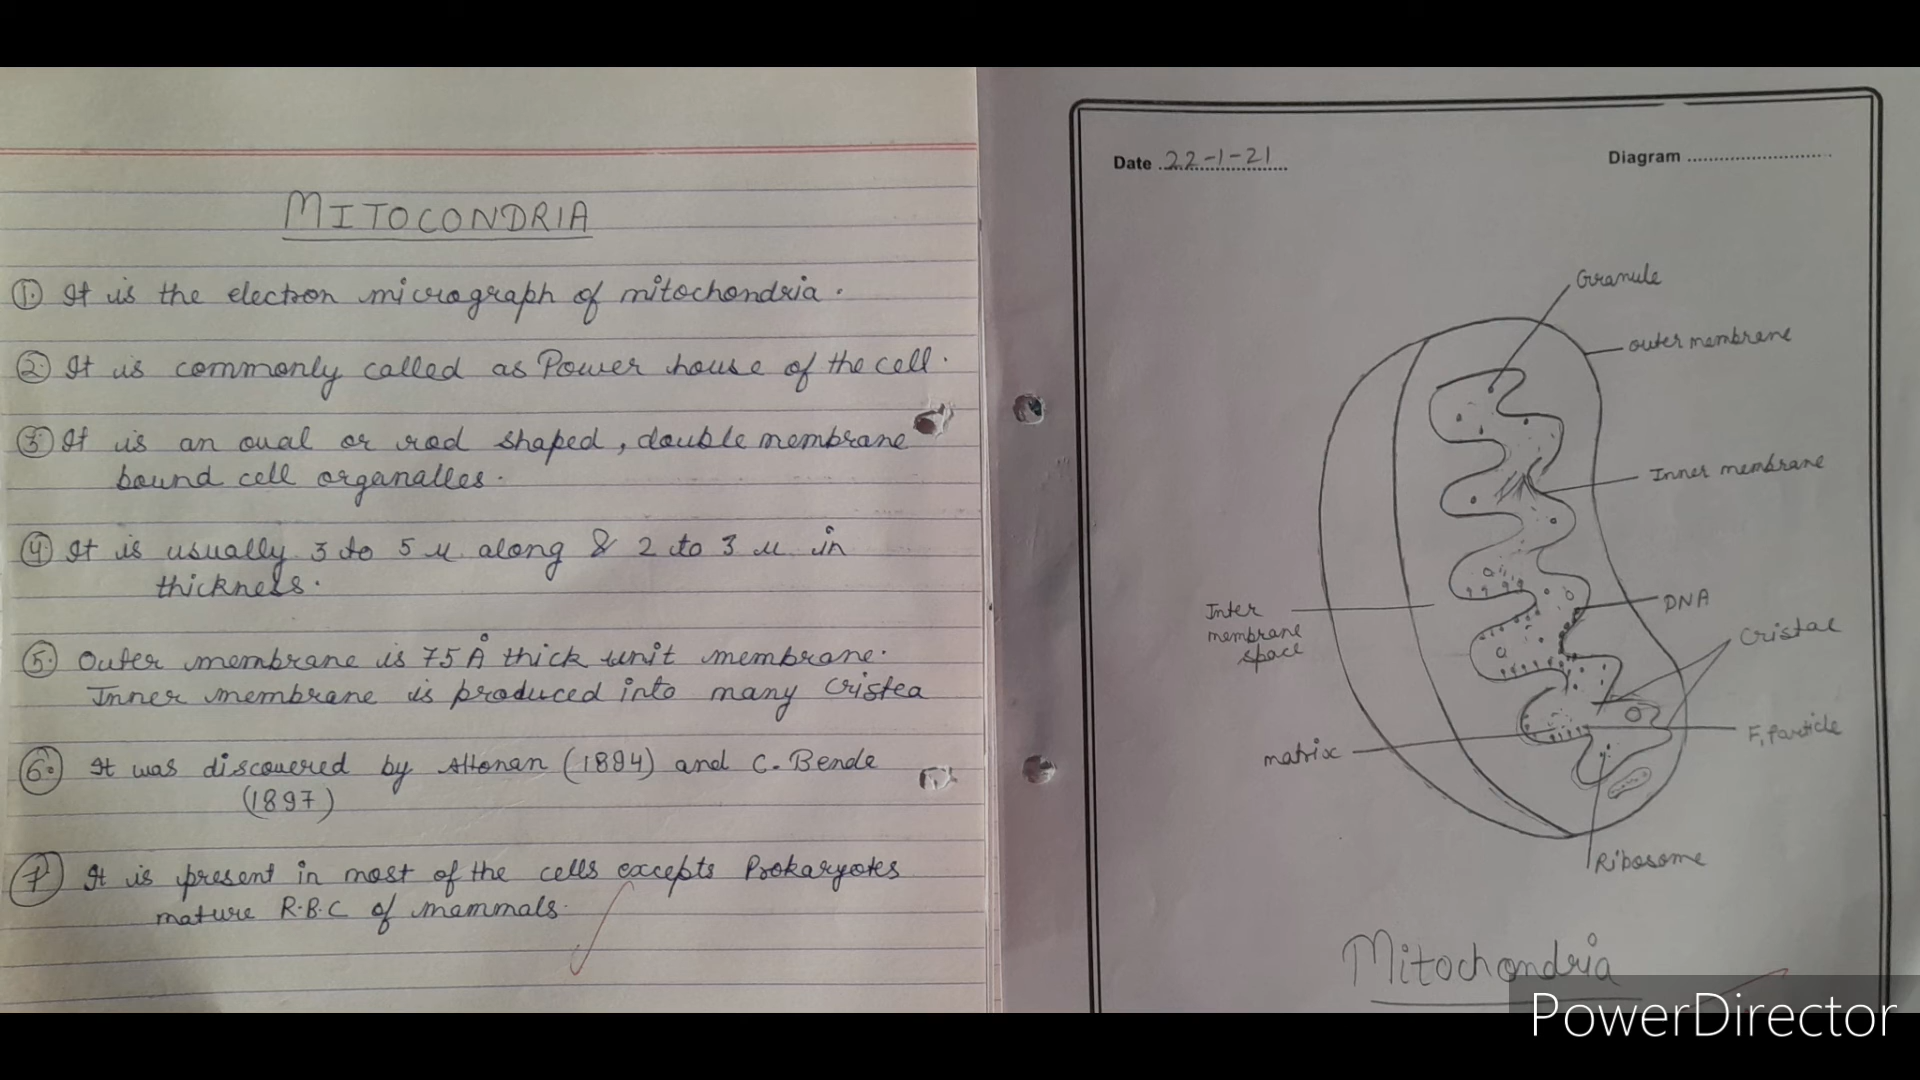 MITOCONDRIA
1. It is the electron micrograph of mitochondria.
2. It is commonly called as Power house of the cell.
3. It is an oval or rod shaped, double membrane
bound cell organalles.
4. It is usually 3 to 5 μ along & 2 to 3 μ in
thickness.
5. Outer membrane is 75 Å thick unit membrane.
Inner membrane is produced into many Cristea
6. It was discovered by Altonan (1894) and C. Bende
(1897)
7. It is present in most of the cells excepts Prokaryotes
mature R.B.C of mammals.
Date 22-1-21
Diagram
Granule
outer membrane
Inner membrane
DNA
Inter
membrane
space
Cristae
F₁ Particle
matrix
Ribosome
Mitochondria
PowerDirector